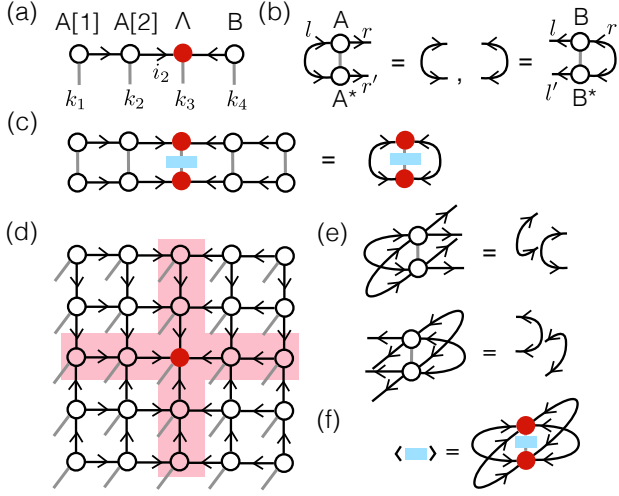 (a)
A[1] A[2] Λ B
i₂
k₁ k₂ k₃ k₄
(b)
A B
l r l r
= , =
r′ l′
A* B*
(c)
=
(d)
(e)
=
=
(f)
⟨ ⟩ =